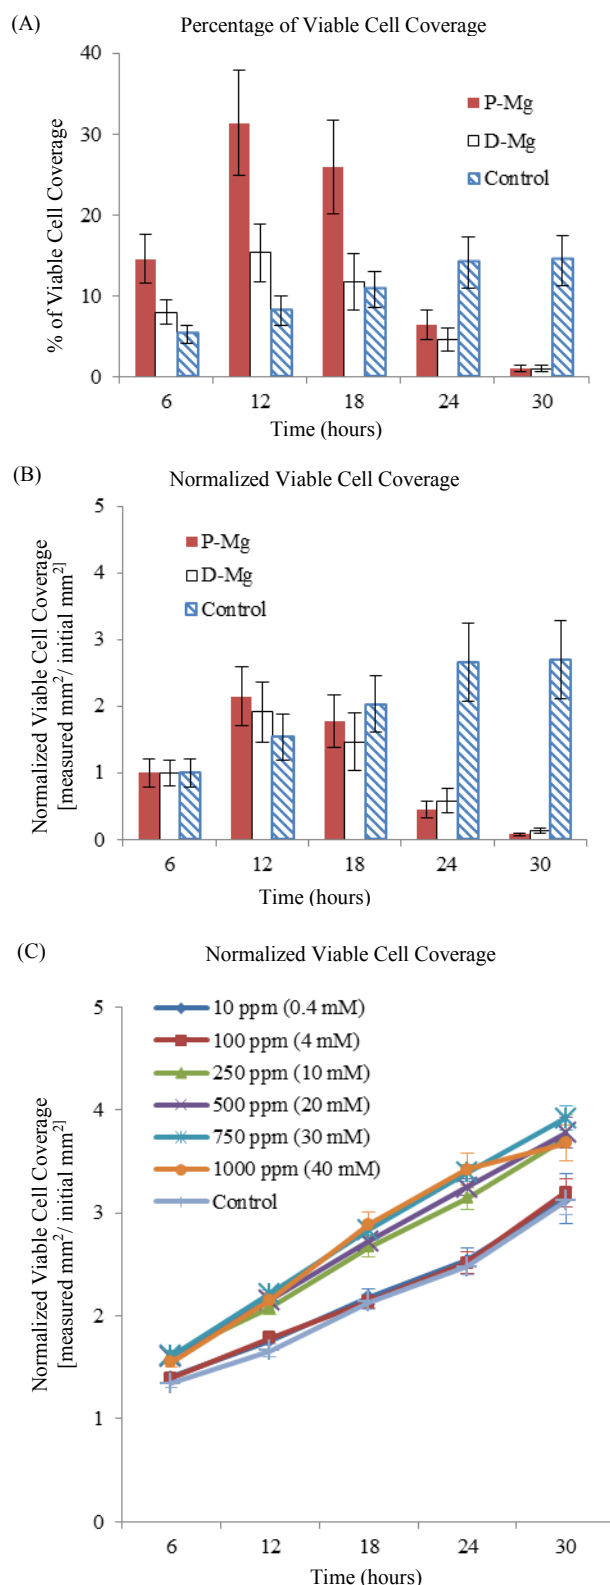 (A)
Percentage of Viable Cell Coverage
% of Viable Cell Coverage
40
30
20
10
0
P-Mg
D-Mg
Control
6 12 18 24 30
Time (hours)
(B)
Normalized Viable Cell Coverage
Normalized Viable Cell Coverage
[measured mm²/ initial mm²]
5
4
3
2
1
0
P-Mg
D-Mg
Control
6 12 18 24 30
Time (hours)
(C)
Normalized Viable Cell Coverage
Normalized Viable Cell Coverage
[measured mm²/ initial mm²]
5
4
3
2
1
0
10 ppm (0.4 mM)
100 ppm (4 mM)
250 ppm (10 mM)
500 ppm (20 mM)
750 ppm (30 mM)
1000 ppm (40 mM)
Control
6 12 18 24 30
Time (hours)